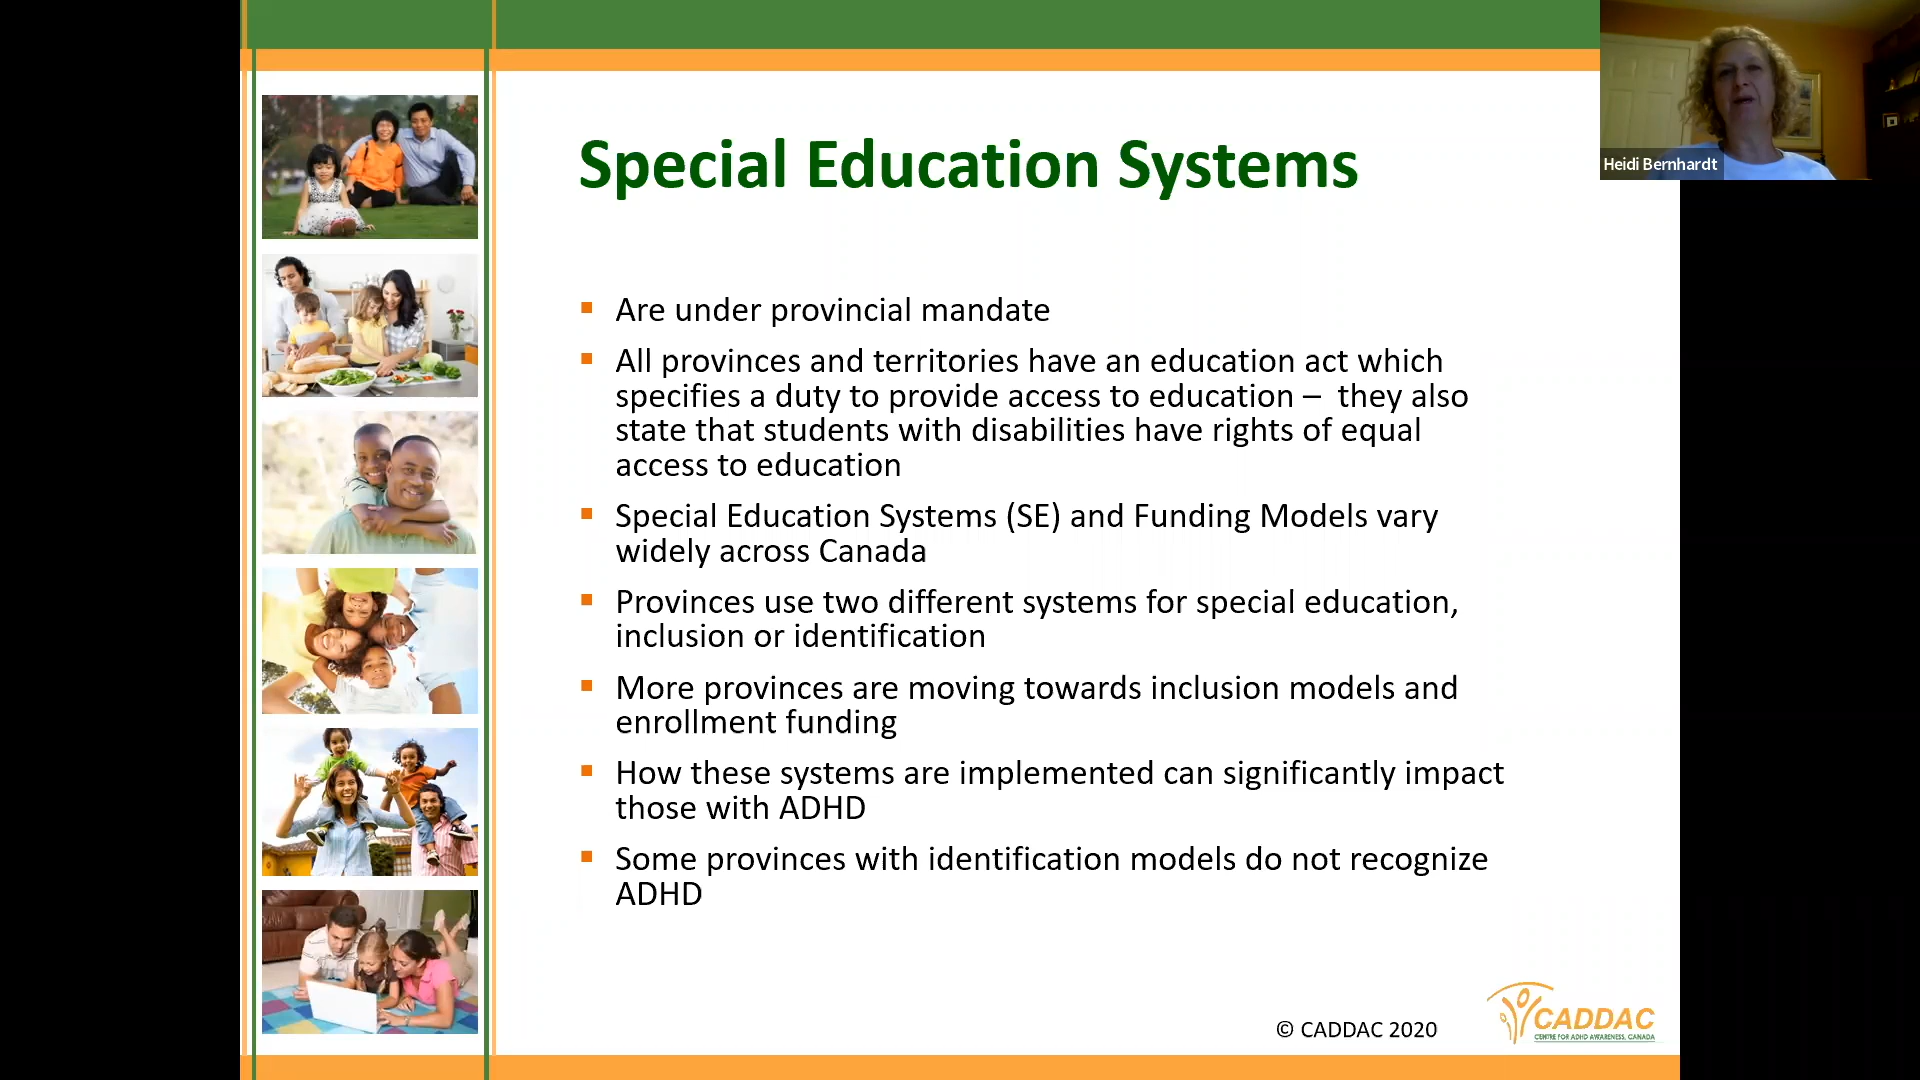 Special Education Systems
Heidi Bernhardt
Are under provincial mandate
All provinces and territories have an education act which
specifies a duty to provide access to education – they also
state that students with disabilities have rights of equal
access to education
Special Education Systems (SE) and Funding Models vary
widely across Canada
Provinces use two different systems for special education,
inclusion or identification
More provinces are moving towards inclusion models and
enrollment funding
How these systems are implemented can significantly impact
those with ADHD
Some provinces with identification models do not recognize
ADHD
© CADDAC 2020
CADDAC
CENTRE FOR ADHD AWARENESS, CANADA